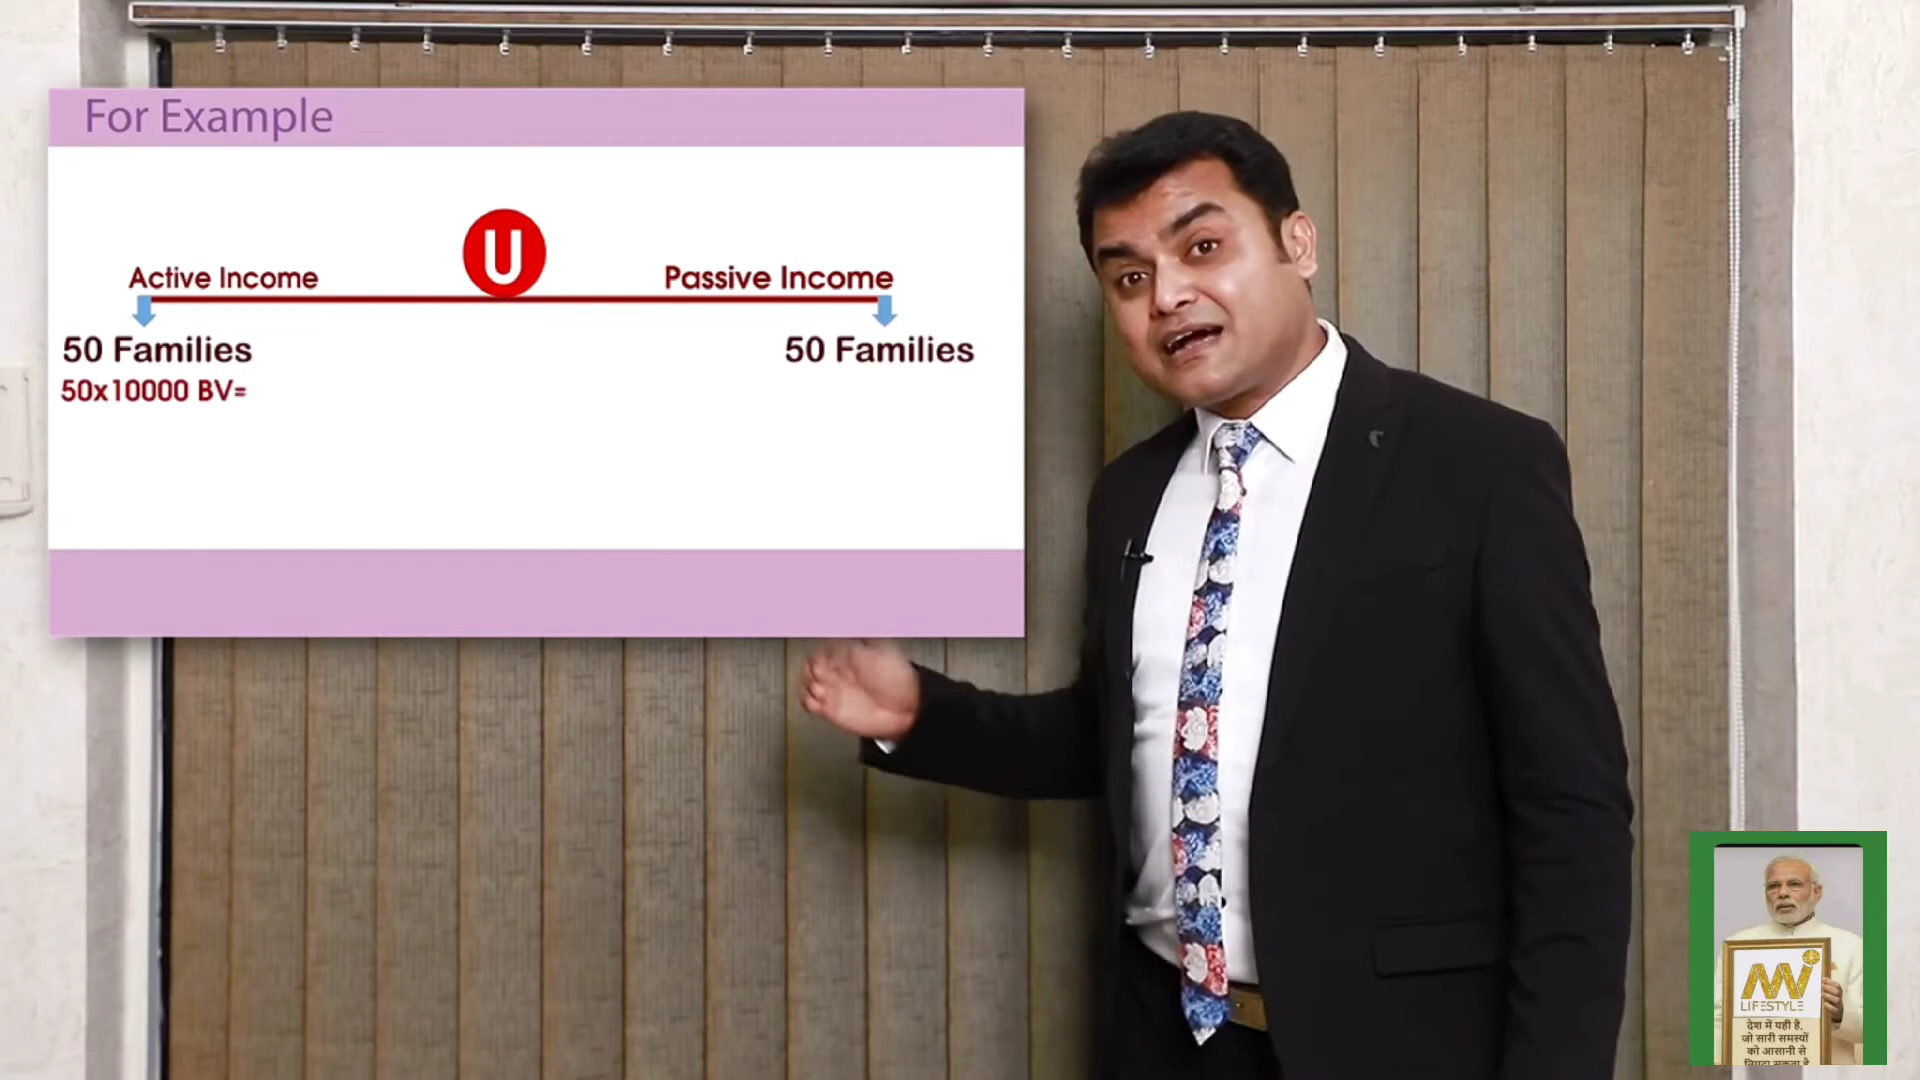 For Example
U
Active Income
Passive Income
50 Families
50 Families
50x10000 BV=
LIFESTYLE
देश में यही है,
जो सारी समस्यों
को आसानी से